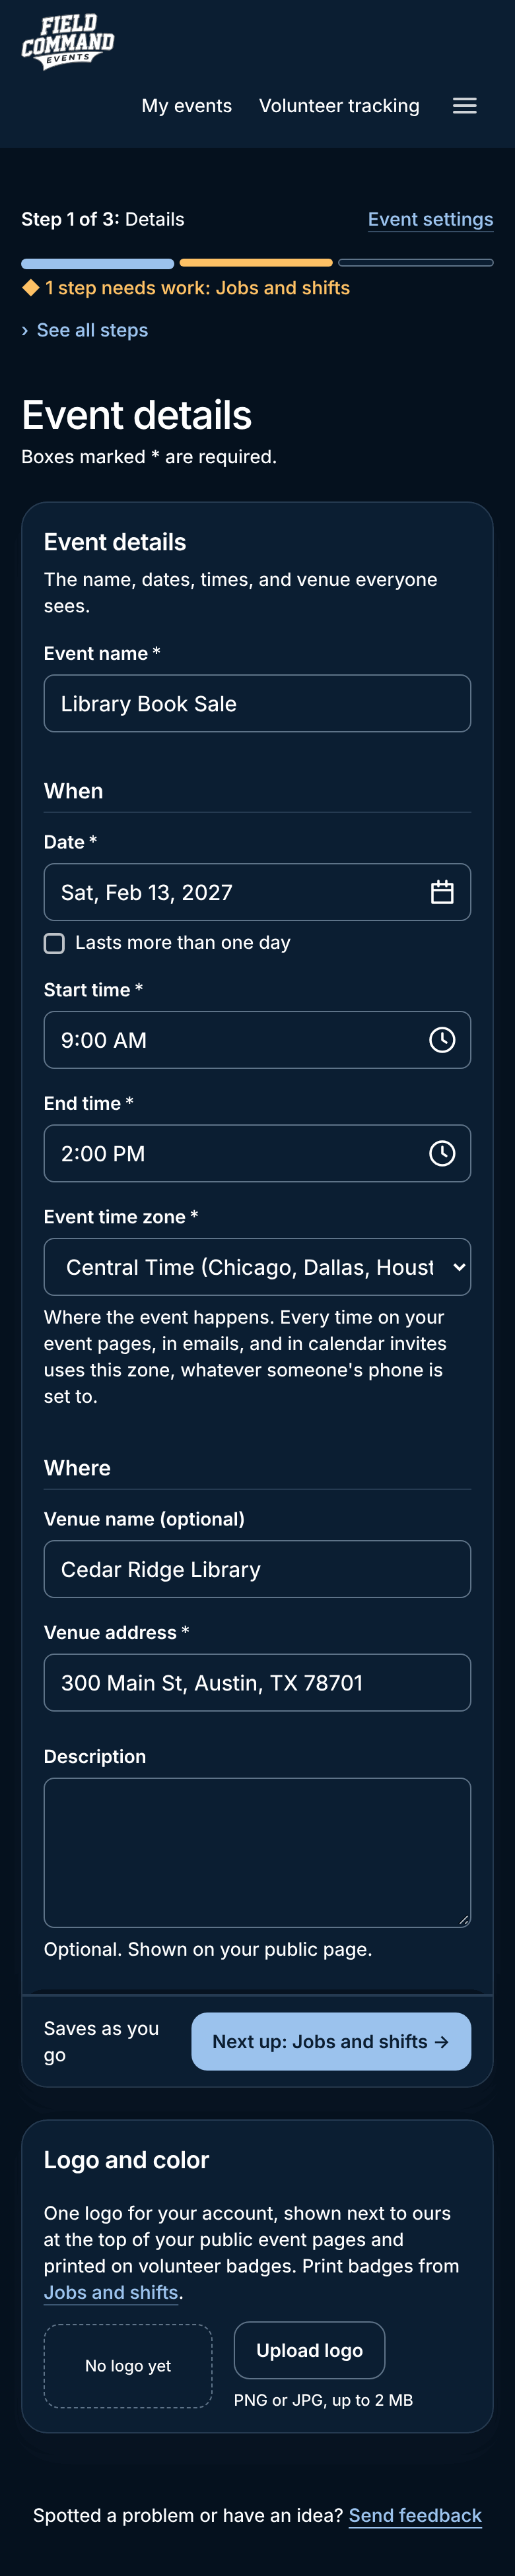 FIELD
COMMAND
EVENTS
My events Volunteer tracking
Step 1 of 3: Details Event settings
1 step needs work: Jobs and shifts
› See all steps
Event details
Boxes marked * are required.
Event details
The name, dates, times, and venue everyone
sees.
Event name *
Library Book Sale
When
Date *
Sat, Feb 13, 2027
Lasts more than one day
Start time *
9:00 AM
End time *
2:00 PM
Event time zone *
Central Time (Chicago, Dallas, Houst
Where the event happens. Every time on your
event pages, in emails, and in calendar invites
uses this zone, whatever someone's phone is
set to.
Where
Venue name (optional)
Cedar Ridge Library
Venue address *
300 Main St, Austin, TX 78701
Description
Optional. Shown on your public page.
Saves as you
go
Next up: Jobs and shifts →
Logo and color
One logo for your account, shown next to ours
at the top of your public event pages and
printed on volunteer badges. Print badges from
Jobs and shifts.
No logo yet
Upload logo
PNG or JPG, up to 2 MB
Spotted a problem or have an idea? Send feedback